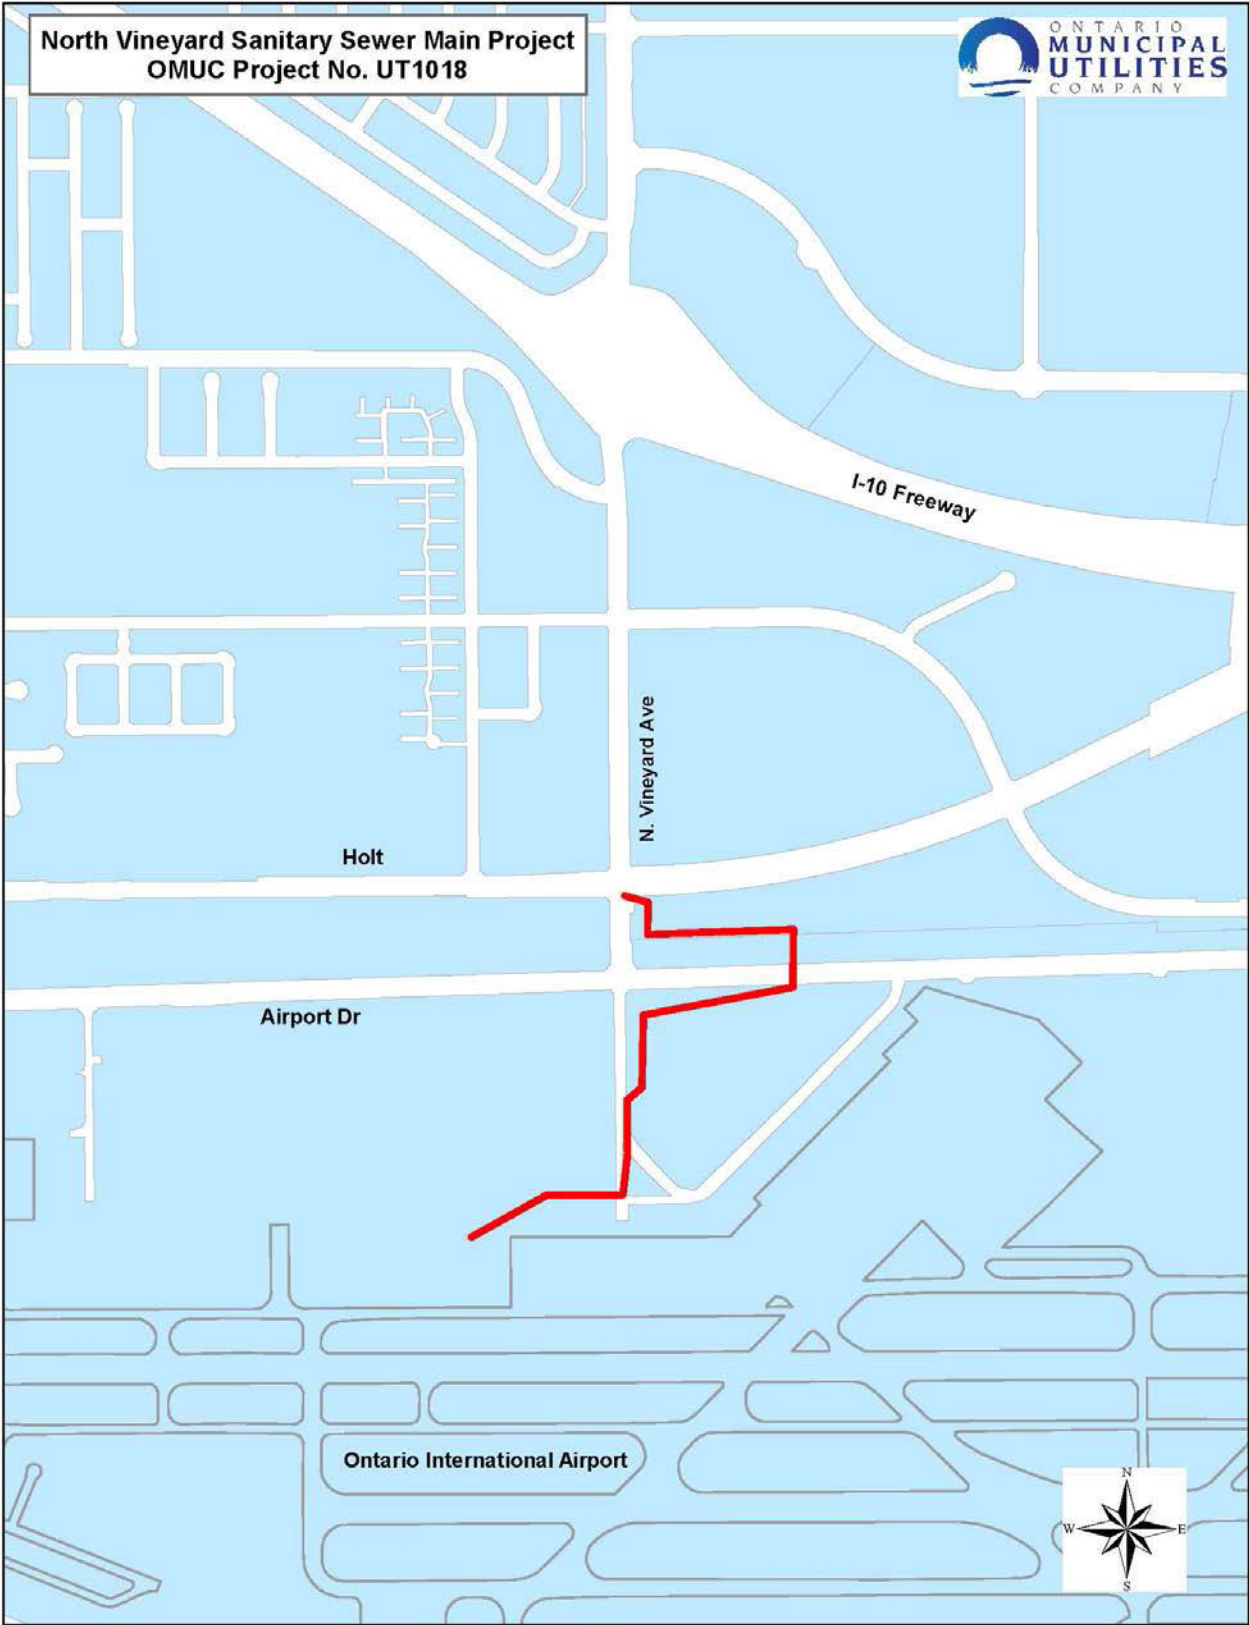 North Vineyard Sanitary Sewer Main Project
OMUC Project No. UT1018
ONTARIO
MUNICIPAL
UTILITIES
COMPANY
I-10 Freeway
N. Vineyard Ave
Holt
Airport Dr
Ontario International Airport
N
W E
S